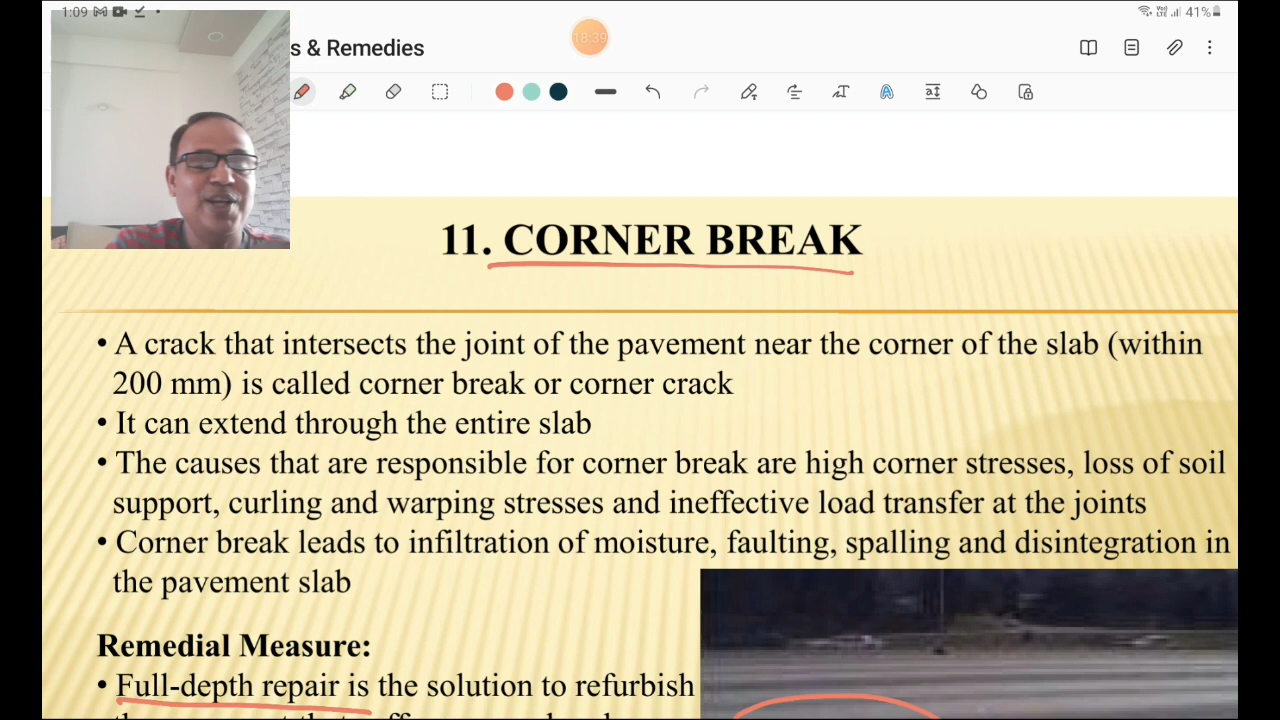 1:09
41%
s & Remedies
18:39
11. CORNER BREAK
• A crack that intersects the joint of the pavement near the corner of the slab (within
200 mm) is called corner break or corner crack
• It can extend through the entire slab
• The causes that are responsible for corner break are high corner stresses, loss of soil
support, curling and warping stresses and ineffective load transfer at the joints
• Corner break leads to infiltration of moisture, faulting, spalling and disintegration in
the pavement slab
Remedial Measure:
• Full-depth repair is the solution to refurbish